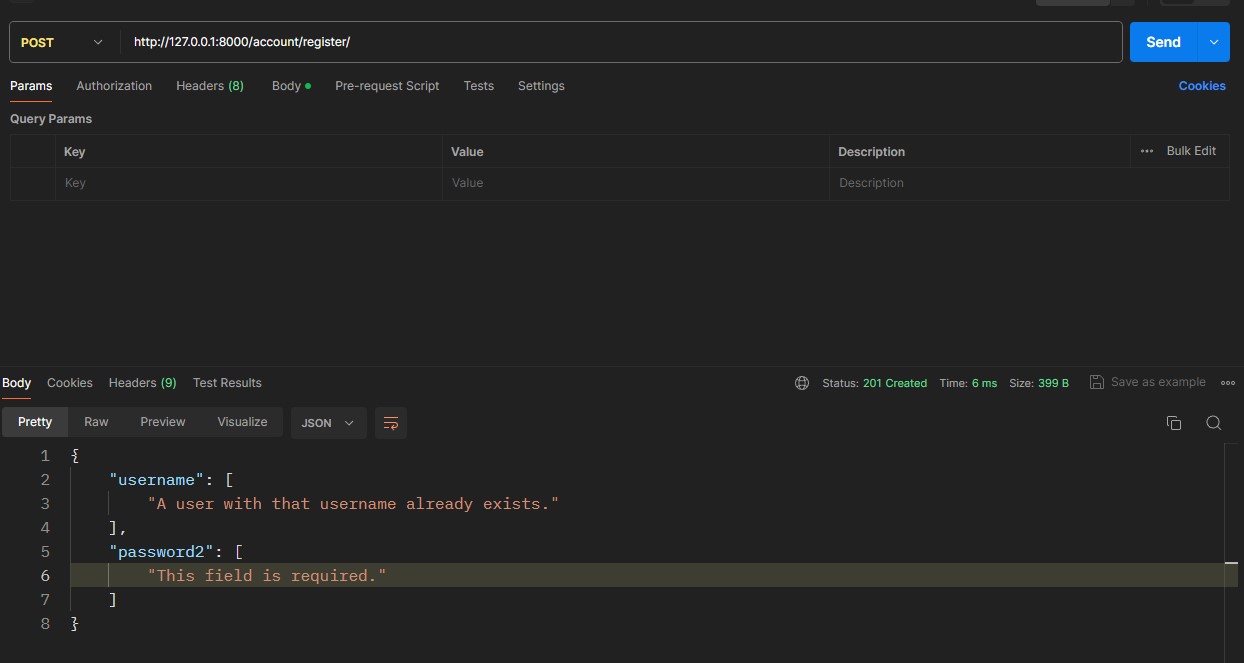 POST http://127.0.0.1:8000/account/register/ Send
Params Authorization Headers (8) Body Pre-request Script Tests Settings Cookies
Query Params
Key Value Description ••• Bulk Edit
Key Value Description
Body Cookies Headers (9) Test Results Status: 201 Created Time: 6 ms Size: 399 B Save as example
Pretty Raw Preview Visualize JSON
1 {
2 "username": [
3 "A user with that username already exists."
4 ],
5 "password2": [
6 "This field is required."
7 ]
8 }